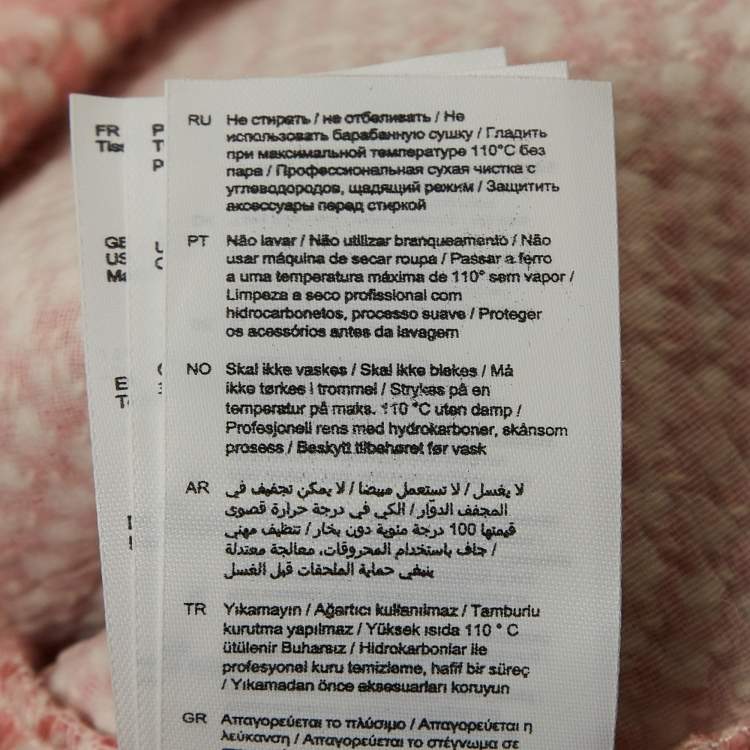 FR
P
Tiss
T
P
GB
US
U
C
Ma
E
RU Не стирать / не отбеливать / Не
использовать барабанную сушку / Гладить
при максимальной температуре 110°C без
пара / Профессиональная сухая чистка с
углеводородов, щадящий режим / Защитить
аксессуары перед стиркой
PT Não lavar / Não utilizar branqueamento / Não
usar máquina de secar roupa / Passar a ferro
a uma temperatura máxima de 110° sem vapor /
Limpeza a seco profissional com
hidrocarbonetos, processo suave / Proteger
os acessórios antes da lavagem
NO Skal ikke vaskes / Skal ikke blekes / Må
ikke tørkes i trommel / Strykes på en
temperatur på maks. 110 °C uten damp /
Profesjonell rens med hydrokarboner, skånsom
prosess / Beskytt tilbehøret før vask
AR لا يغسل / لا تستعمل مبيضا / لا يمكن تجفيف في
المجفف الدوّار / الكي في درجة حرارة قصوى
قيمتها 100 درجة مئوية دون بخار / تنظيف مهني
جاف باستخدام المحروقات، معالجة معتدلة /
ينبغي حماية الملحقات قبل الغسل
TR Yıkamayın / Ağartıcı kullanılmaz / Tamburlu
kurutma yapılmaz / Yüksek ısıda 110 ° C
ütülenir Buharsız / Hidrokarbonlar ile
profesyonel kuru temizleme, hafif bir süreç
/ Yıkamadan önce aksesuarları koruyun
GR Απαγορεύεται το πλύσιμο / Απαγορεύεται η
λεύκανση / Απαγορεύεται το στέγνωμα σε